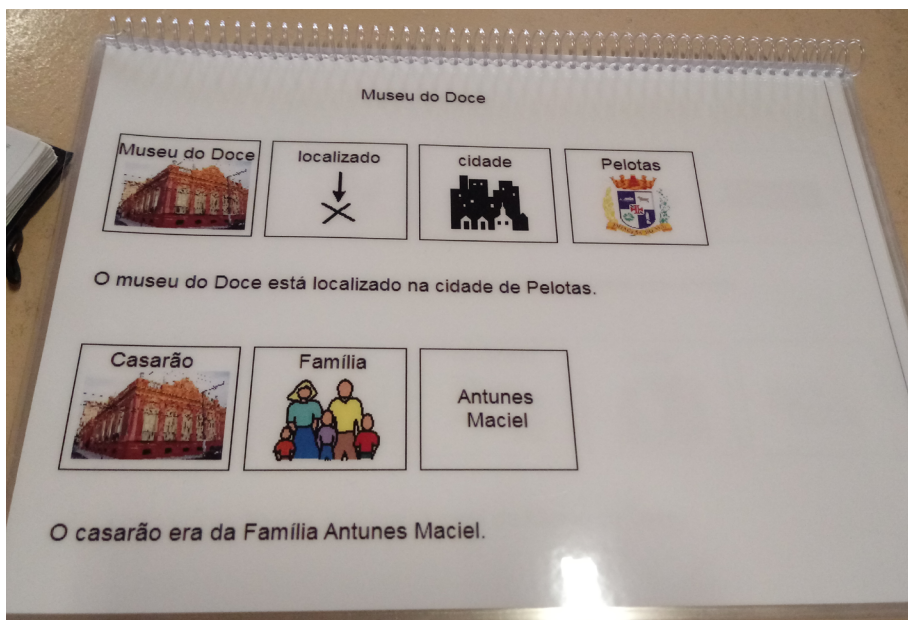 Museu do Doce
Museu do Doce localizado cidade Pelotas
O museu do Doce está localizado na cidade de Pelotas.
Casarão Família Antunes
Maciel
O casarão era da Família Antunes Maciel.